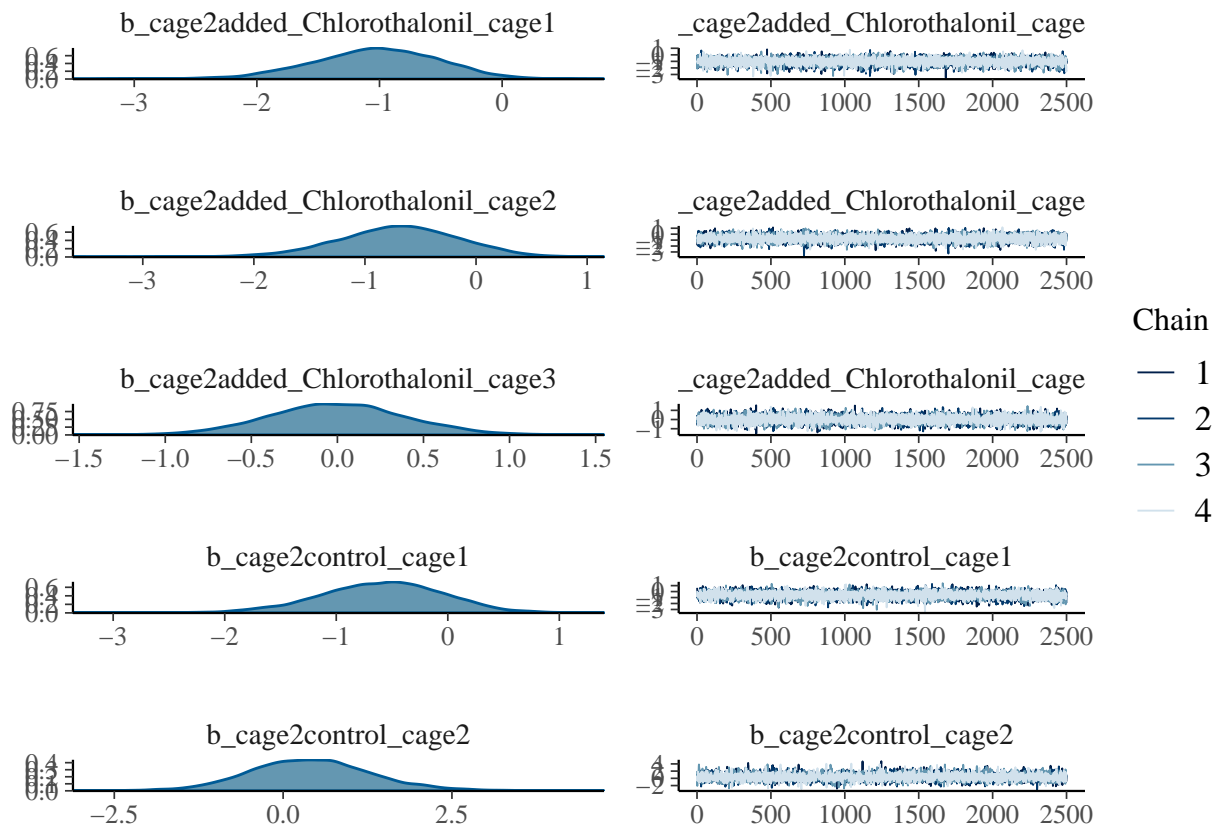 b_cage2added_Chlorothalonil_cage1
_cage2added_Chlorothalonil_cage
−3 −2 −1 0
0 500 1000 1500 2000 2500
b_cage2added_Chlorothalonil_cage2
_cage2added_Chlorothalonil_cage
−3 −2 −1 0 1
0 500 1000 1500 2000 2500
b_cage2added_Chlorothalonil_cage3
_cage2added_Chlorothalonil_cage
−1.5 −1.0 −0.5 0.0 0.5 1.0 1.5
0 500 1000 1500 2000 2500
b_cage2control_cage1
b_cage2control_cage1
−3 −2 −1 0 1
0 500 1000 1500 2000 2500
b_cage2control_cage2
b_cage2control_cage2
−2.5 0.0 2.5
0 500 1000 1500 2000 2500
Chain
1
2
3
4